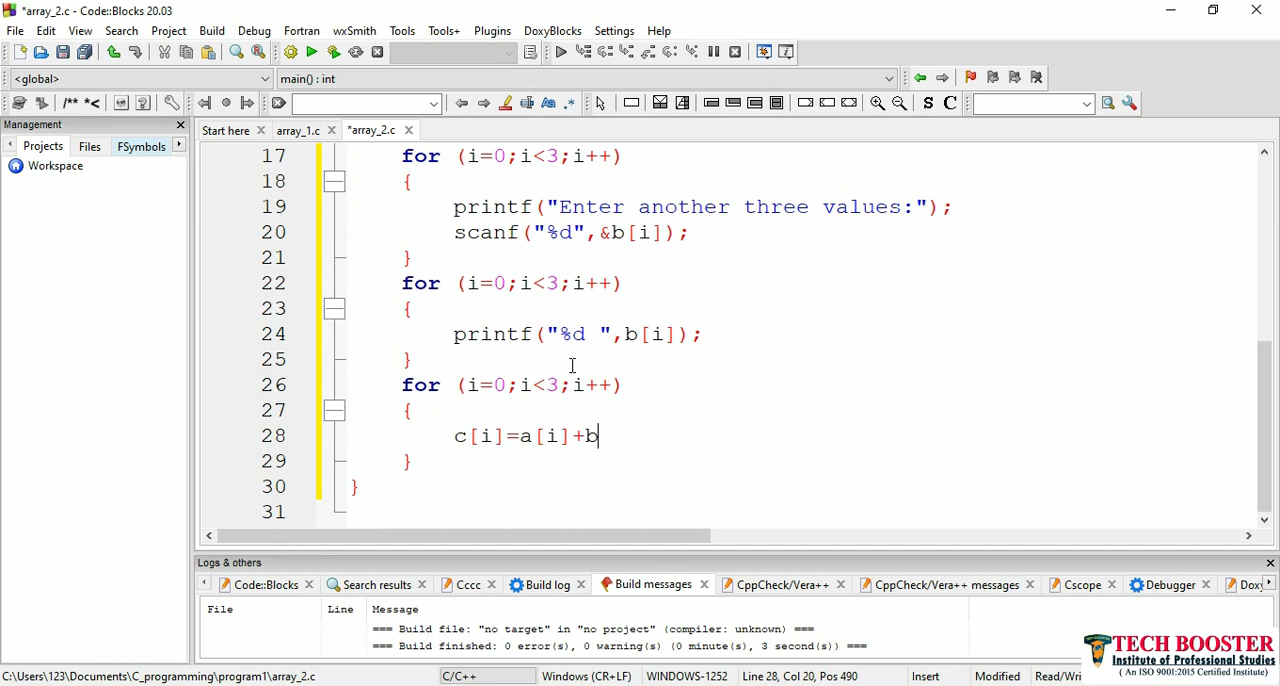 *array_2.c - Code::Blocks 20.03
File Edit View Search Project Build Debug Fortran wxSmith Tools Tools+ Plugins DoxyBlocks Settings Help
<global> main() : int
/** *< S C
Management
Start here array_1.c *array_2.c
Projects Files FSymbols
Workspace
17 for (i=0;i<3;i++)
18 {
19 printf("Enter another three values:");
20 scanf("%d",&b[i]);
21 }
22 for (i=0;i<3;i++)
23 {
24 printf("%d ",b[i]);
25 }
26 for (i=0;i<3;i++)
27 {
28 c[i]=a[i]+b
29 }
30 }
31
Logs & others
Code::Blocks Search results Cccc Build log Build messages CppCheck/Vera++ CppCheck/Vera++ messages Cscope Debugger Doxy
File Line Message
=== Build file: "no target" in "no project" (compiler: unknown) ===
=== Build finished: 0 error(s), 0 warning(s) (0 minute(s), 3 second(s)) ===
TECH BOOSTER
Institute of Professional Studies
( An ISO 9001:2015 Certified Institute)
C:\Users\123\Documents\C_programming\program1\array_2.c C/C++ Windows (CR+LF) WINDOWS-1252 Line 28, Col 20, Pos 490 Insert Modified Read/Wri